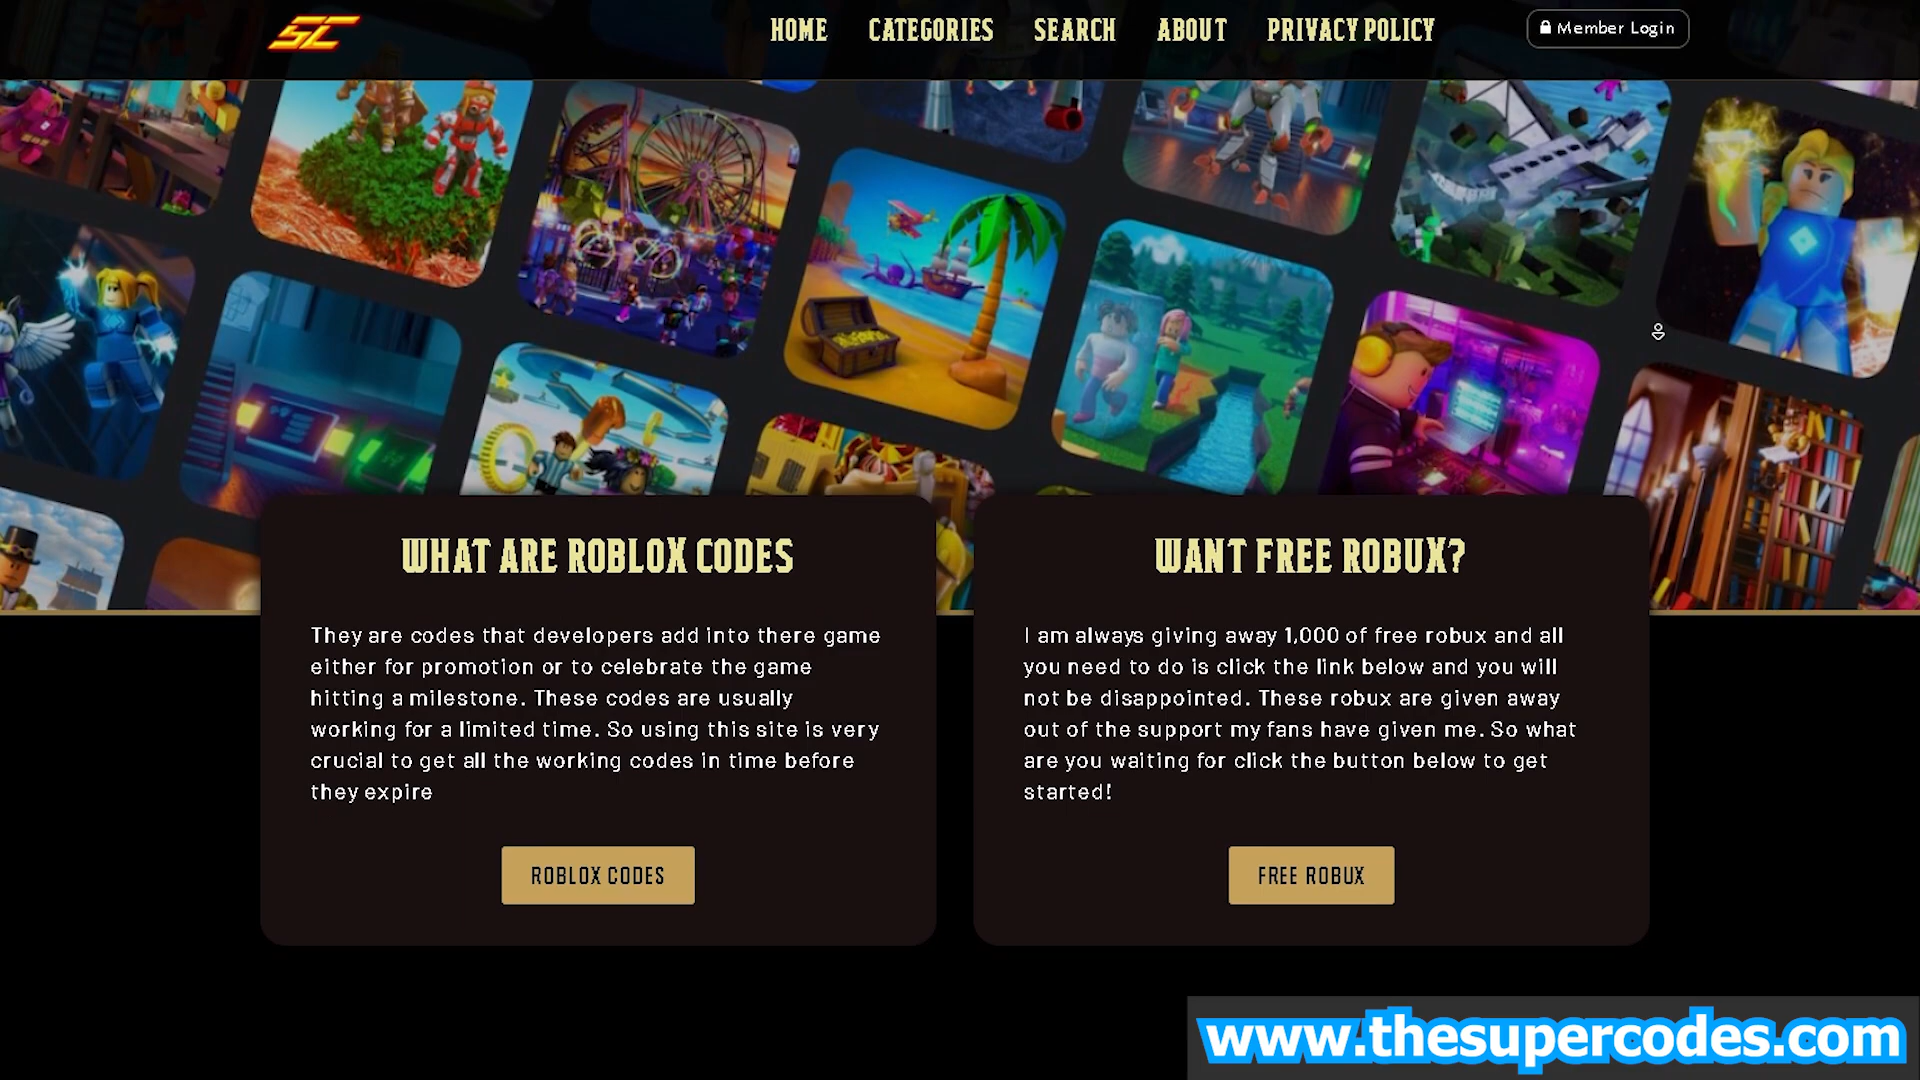 SC
HOME CATEGORIES SEARCH ABOUT PRIVACY POLICY Member Login
WHAT ARE ROBLOX CODES
They are codes that developers add into there game
either for promotion or to celebrate the game
hitting a milestone. These codes are usually
working for a limited time. So using this site is very
crucial to get all the working codes in time before
they expire
ROBLOX CODES
WANT FREE ROBUX?
I am always giving away 1,000 of free robux and all
you need to do is click the link below and you will
not be disappointed. These robux are given away
out of the support my fans have given me. So what
are you waiting for click the button below to get
started!
FREE ROBUX
www.thesupercodes.com